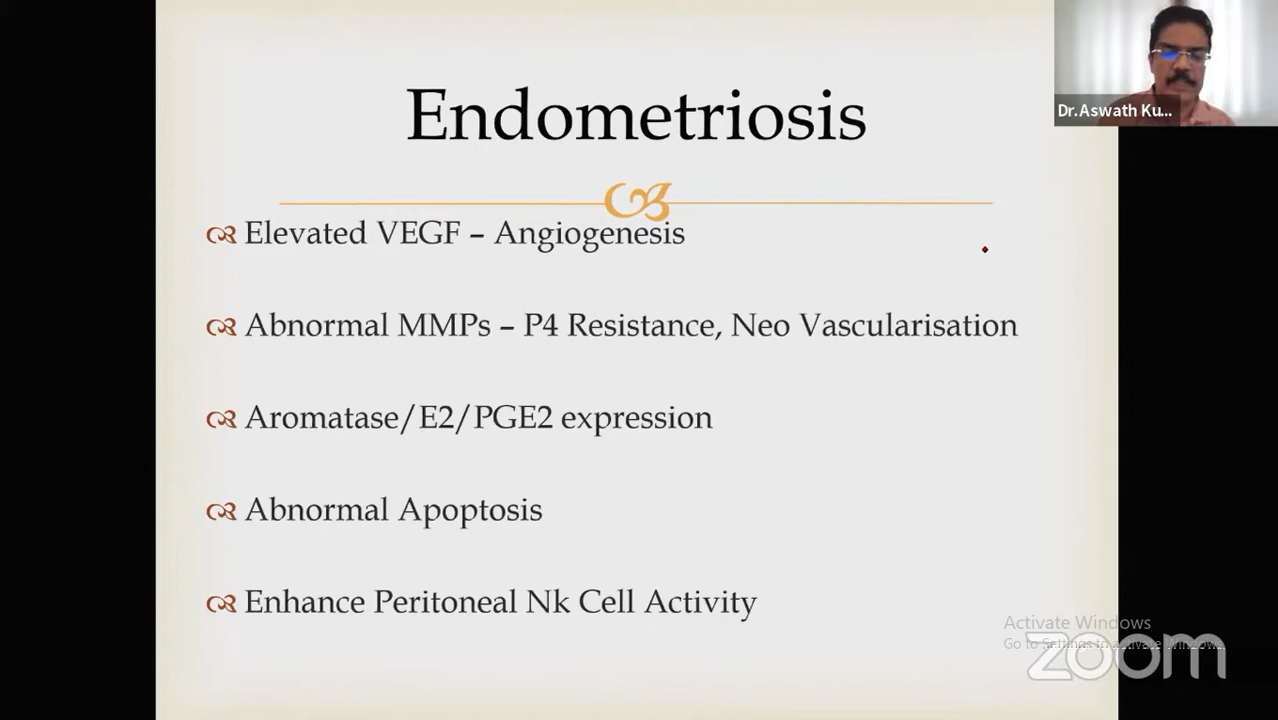 Endometriosis
Elevated VEGF – Angiogenesis
Abnormal MMPs – P4 Resistance, Neo Vascularisation
Aromatase/E2/PGE2 expression
Abnormal Apoptosis
Enhance Peritoneal Nk Cell Activity
Dr.Aswath Ku...
Activate Windows
Go to Settings to activate Windows.
zoom